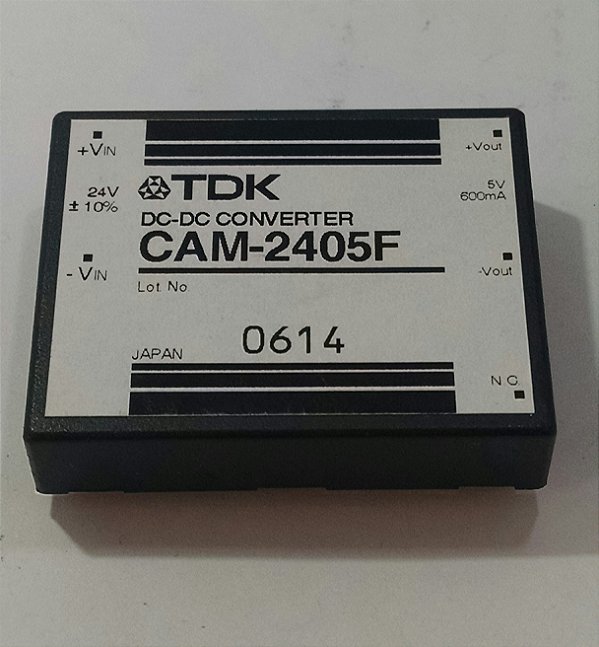 +VIN
24V
± 10%
- VIN
TDK
DC-DC CONVERTER
CAM-2405F
Lot. No
0614
JAPAN
+Vout
5V
600mA
-Vout
N.C.